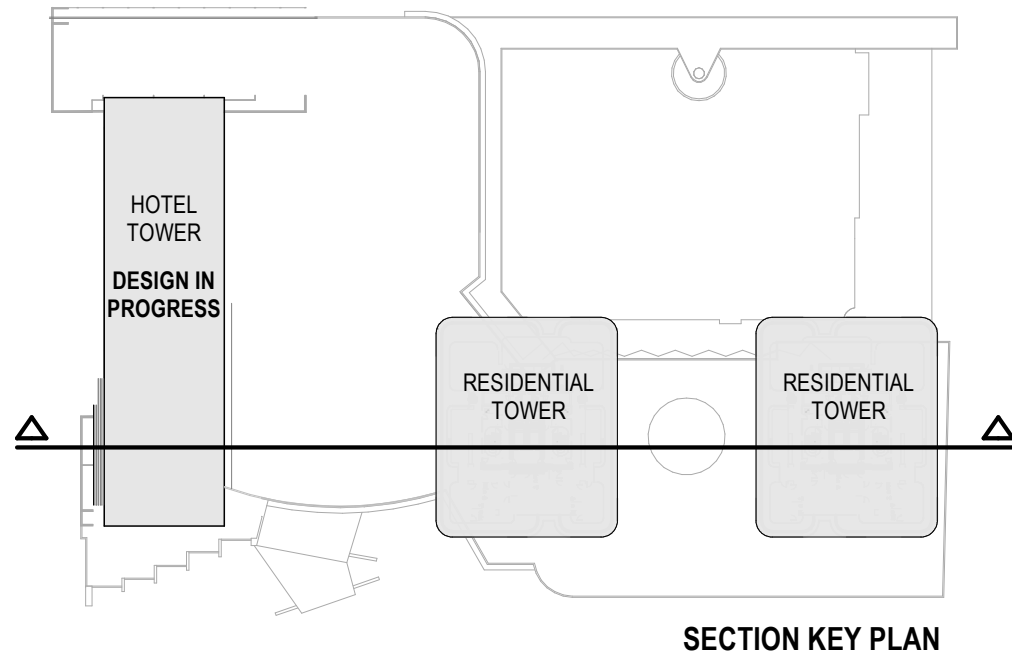 HOTEL
TOWER
DESIGN IN
PROGRESS
RESIDENTIAL
TOWER
RESIDENTIAL
TOWER
SECTION KEY PLAN